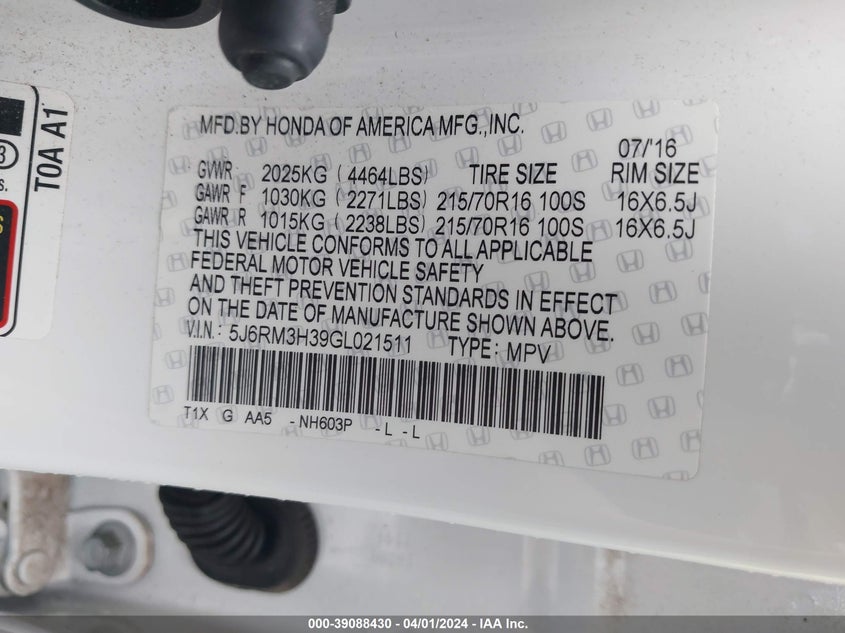 MFD.BY HONDA OF AMERICA MFG.,INC.
07/'16
GVWR 2025KG (4464LBS) TIRE SIZE RIM SIZE
GAWR F 1030KG (2271LBS) 215/70R16 100S 16X6.5J
GAWR R 1015KG (2238LBS) 215/70R16 100S 16X6.5J
THIS VEHICLE CONFORMS TO ALL APPLICABLE
FEDERAL MOTOR VEHICLE SAFETY
AND THEFT PREVENTION STANDARDS IN EFFECT
ON THE DATE OF MANUFACTURE SHOWN ABOVE.
V.I.N.: 5J6RM3H39GL021511 TYPE: MPV
T1X G AA5 -NH603P -L -L
T0A A1
3
s.
000-39088430 - 04/01/2024 - IAA Inc.